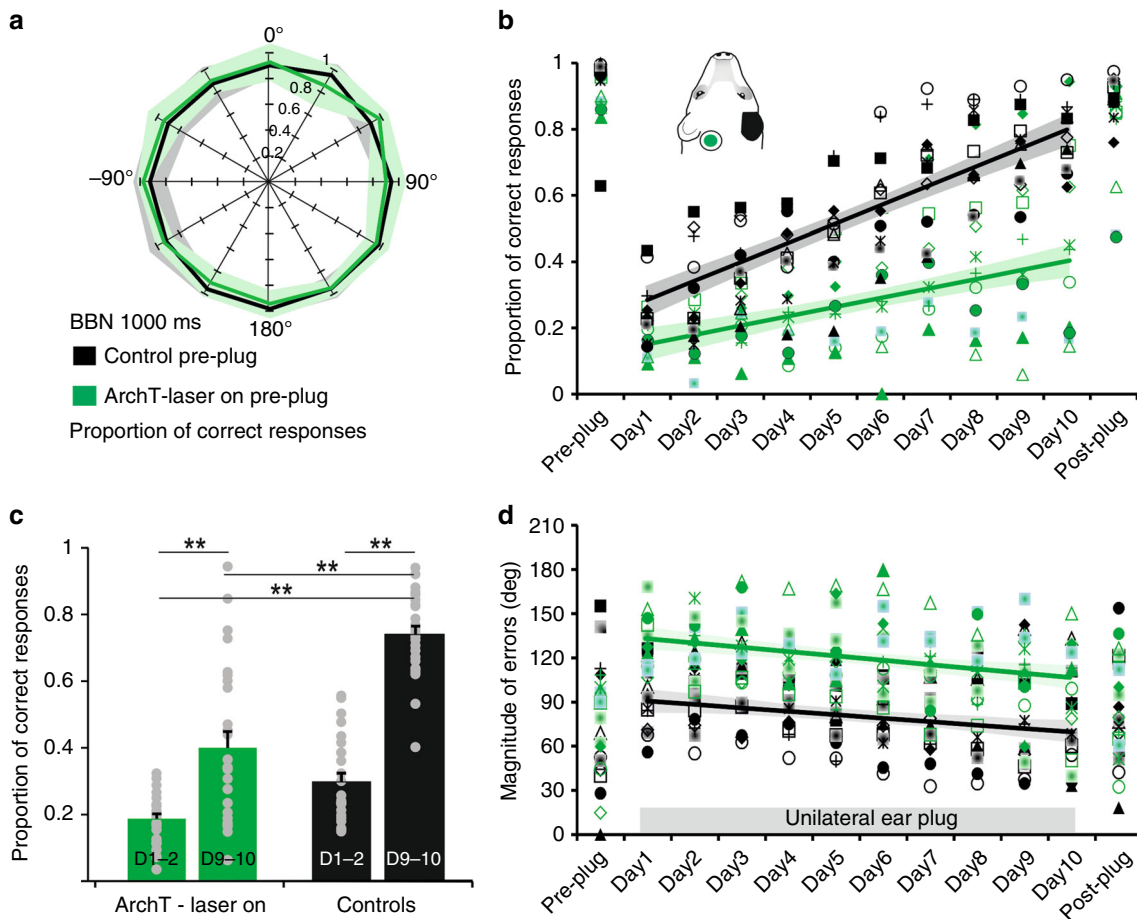 a
0°
1
0.8
0.6
0.4
0.2
–90°
90°
180°
BBN 1000 ms
Control pre-plug
ArchT-laser on pre-plug
Proportion of correct responses
b
Proportion of correct responses
1
0.8
0.6
0.4
0.2
0
Pre-plug
Day1
Day2
Day3
Day4
Day5
Day6
Day7
Day8
Day9
Day10
Post-plug
c
Proportion of correct responses
1
0.8
0.6
0.4
0.2
**
**
**
**
D1–2
D9–10
D1–2
D9–10
ArchT - laser on
Controls
d
Magnitude of errors (deg)
210
180
150
120
90
60
30
0
Unilateral ear plug
Pre-plug
Day1
Day2
Day3
Day4
Day5
Day6
Day7
Day8
Day9
Day10
Post-plug